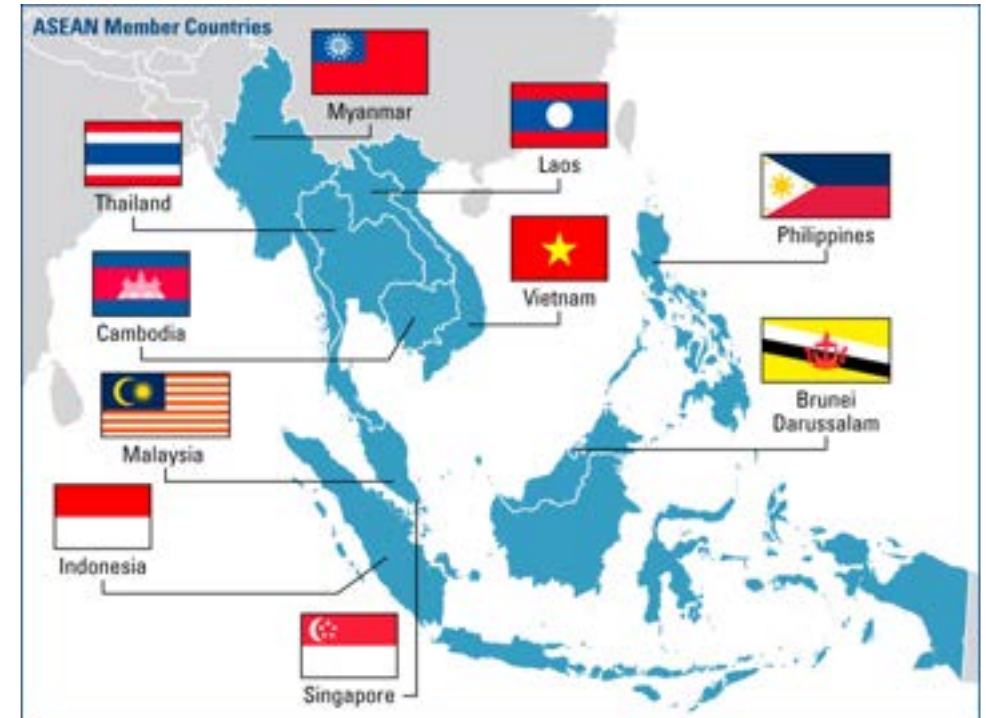 ASEAN Member Countries
Myanmar
Laos
Thailand
Philippines
Vietnam
Cambodia
Brunei
Darussalam
Malaysia
Indonesia
Singapore